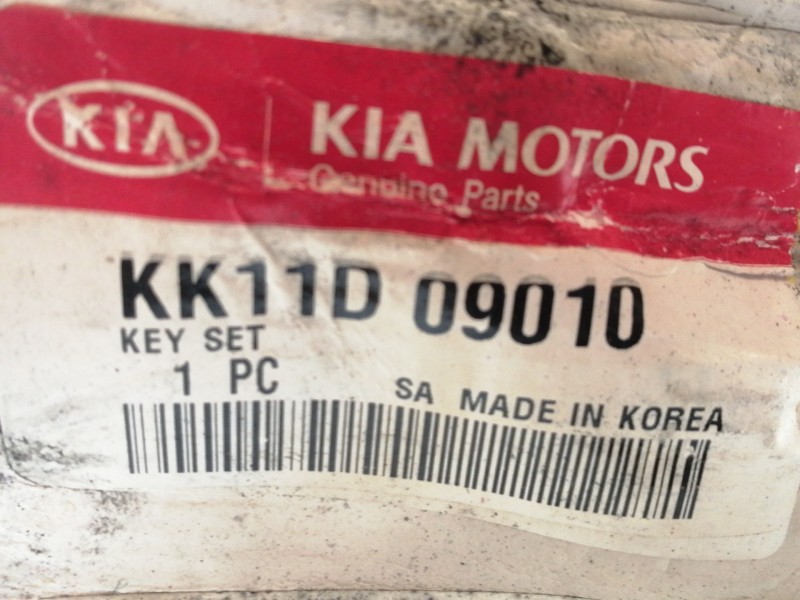 KIA
KIA MOTORS
Genuine Parts
KK11D 09010
KEY SET
1 PC
SA MADE IN KOREA